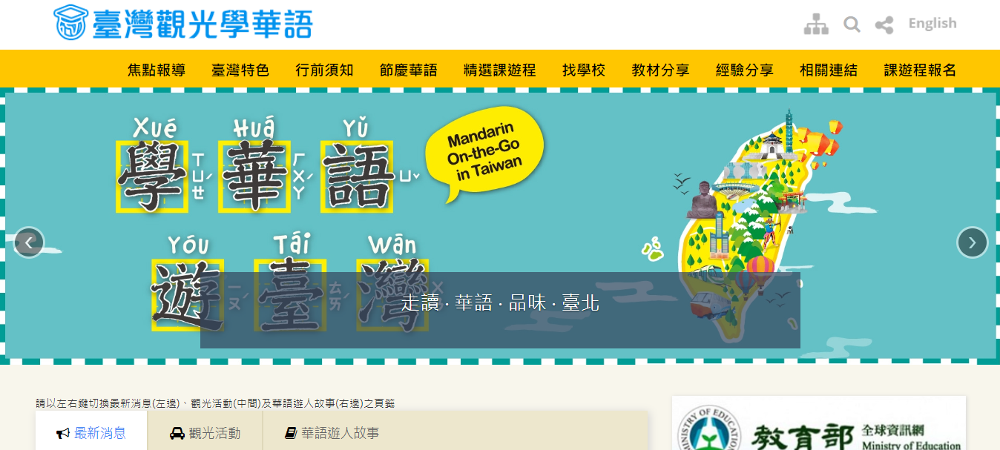 臺灣觀光學華語
English
焦點報導 臺灣特色 行前須知 節慶華語 精選課遊程 找學校 教材分享 經驗分享 相關連結 課遊程報名
Xué Huá Yǔ
學 ㄒㄩㄝˊ 華 ㄏㄨㄚˊ 語 ㄩˇ
Mandarin
On-the-Go
in Taiwan
Yóu Tái Wān
遊 ㄧㄡˊ 臺 ㄊㄞˊ 灣 ㄨ
走讀 · 華語 · 品味 · 臺北
請以左右鍵切換最新消息(左邊)、觀光活動(中間)及華語遊人故事(右邊)之頁籤
最新消息 觀光活動 華語遊人故事
MINISTRY OF EDUCATION
教育部 全球資訊網
Ministry of Education